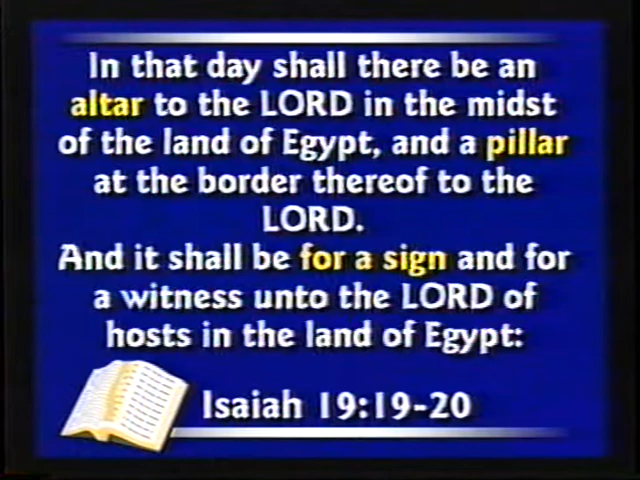 In that day shall there be an
altar to the LORD in the midst
of the land of Egypt, and a pillar
at the border thereof to the
LORD.
And it shall be for a sign and for
a witness unto the LORD of
hosts in the land of Egypt:
Isaiah 19:19-20